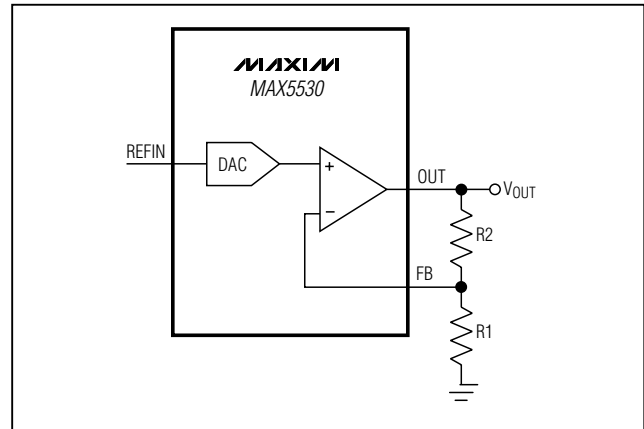 MAXIM
MAX5530
REFIN
DAC
+
−
OUT
VOUT
R2
FB
R1